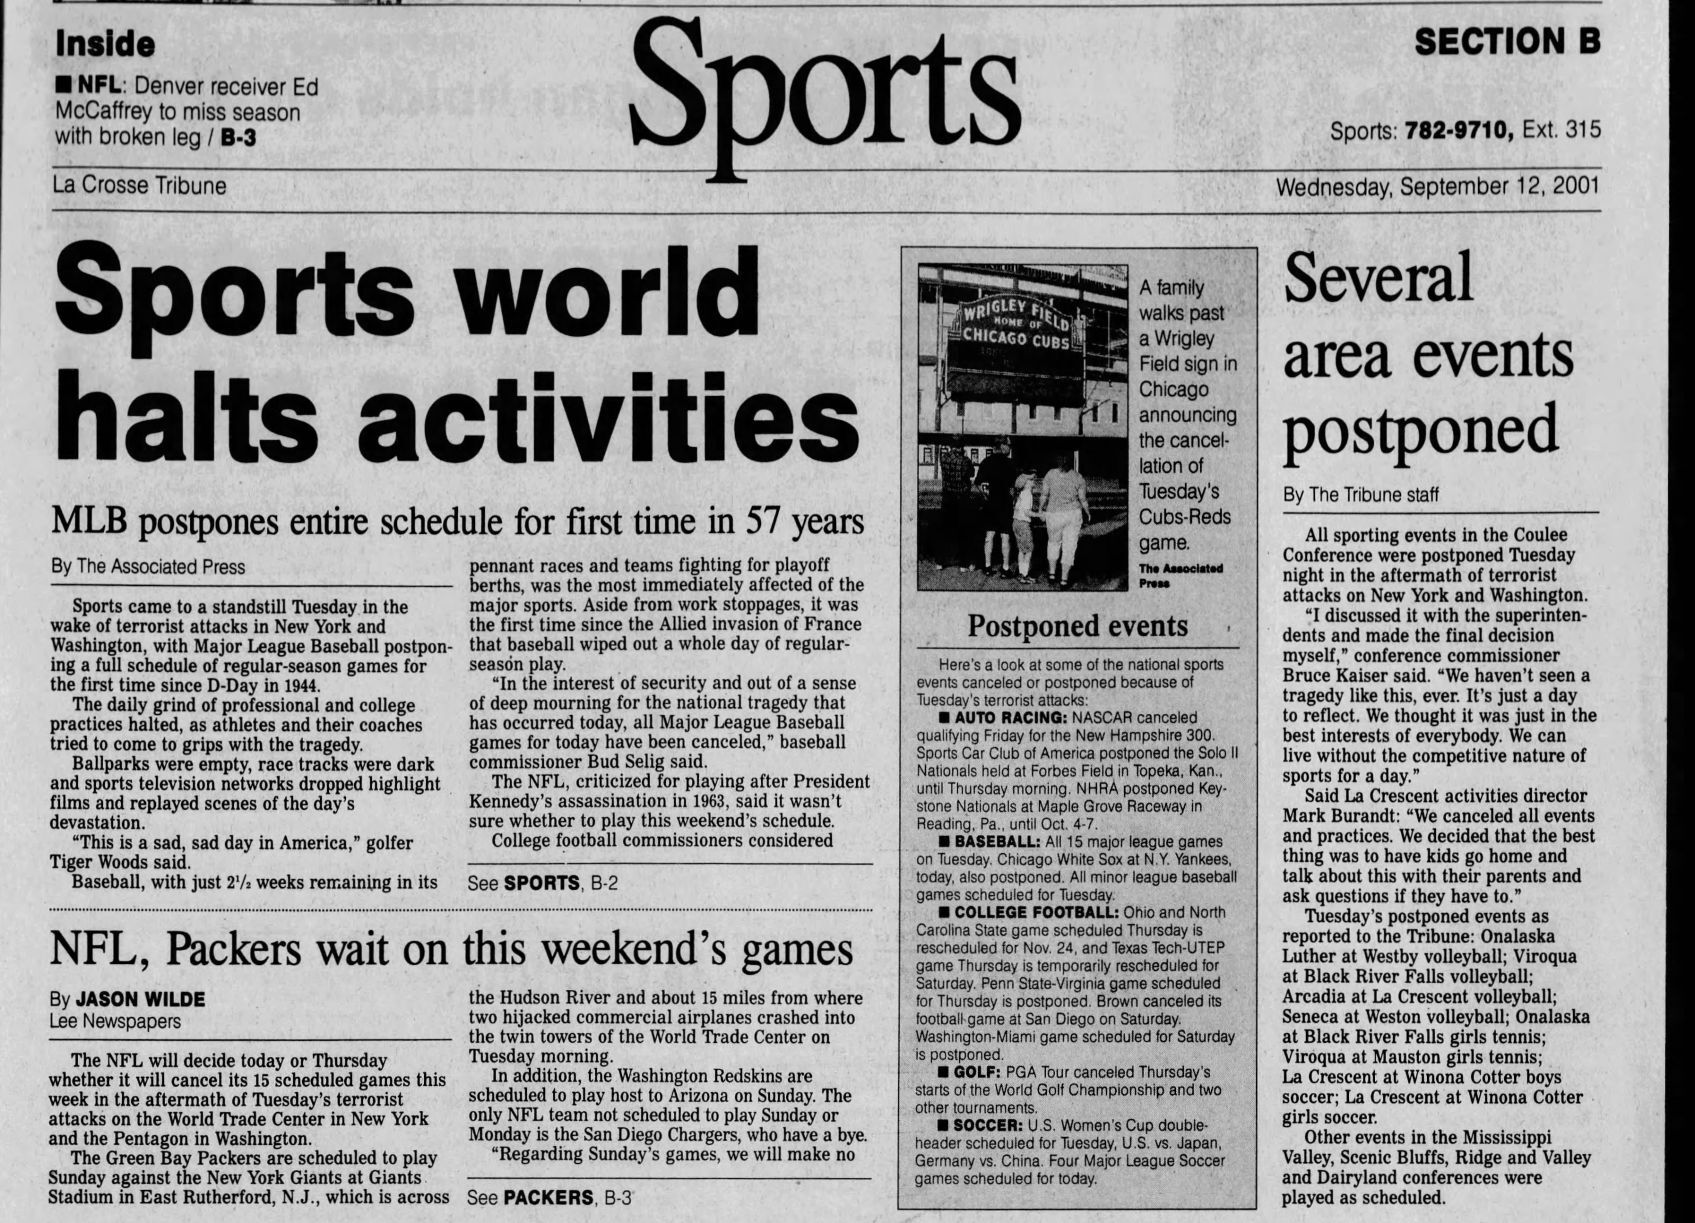 Inside
■ NFL: Denver receiver Ed
McCaffrey to miss season
with broken leg / B-3
Sports
SECTION B
Sports: 782-9710, Ext. 315
La Crosse Tribune
Wednesday, September 12, 2001
Sports world
halts activities
MLB postpones entire schedule for first time in 57 years
By The Associated Press
Sports came to a standstill Tuesday in the
wake of terrorist attacks in New York and
Washington, with Major League Baseball postpon-
ing a full schedule of regular-season games for
the first time since D-Day in 1944.
The daily grind of professional and college
practices halted, as athletes and their coaches
tried to come to grips with the tragedy.
Ballparks were empty, race tracks were dark
and sports television networks dropped highlight
films and replayed scenes of the day's
devastation.
“This is a sad, sad day in America,” golfer
Tiger Woods said.
Baseball, with just 2 1/2 weeks remaining in its
pennant races and teams fighting for playoff
berths, was the most immediately affected of the
major sports. Aside from work stoppages, it was
the first time since the Allied invasion of France
that baseball wiped out a whole day of regular-
season play.
“In the interest of security and out of a sense
of deep mourning for the national tragedy that
has occurred today, all Major League Baseball
games for today have been canceled,” baseball
commissioner Bud Selig said.
The NFL, criticized for playing after President
Kennedy's assassination in 1963, said it wasn't
sure whether to play this weekend's schedule.
College football commissioners considered
See SPORTS, B-2
NFL, Packers wait on this weekend's games
By JASON WILDE
Lee Newspapers
The NFL will decide today or Thursday
whether it will cancel its 15 scheduled games this
week in the aftermath of Tuesday's terrorist
attacks on the World Trade Center in New York
and the Pentagon in Washington.
The Green Bay Packers are scheduled to play
Sunday against the New York Giants at Giants
Stadium in East Rutherford, N.J., which is across
the Hudson River and about 15 miles from where
two hijacked commercial airplanes crashed into
the twin towers of the World Trade Center on
Tuesday morning.
In addition, the Washington Redskins are
scheduled to play host to Arizona on Sunday. The
only NFL team not scheduled to play Sunday or
Monday is the San Diego Chargers, who have a bye.
“Regarding Sunday's games, we will make no
See PACKERS, B-3
WRIGLEY FIELD
HOME OF
CHICAGO CUBS
A family
walks past
a Wrigley
Field sign in
Chicago
announcing
the cancel-
lation of
Tuesday's
Cubs-Reds
game.
The Associated
Press
Postponed events
Here's a look at some of the national sports
events canceled or postponed because of
Tuesday's terrorist attacks:
■ AUTO RACING: NASCAR canceled
qualifying Friday for the New Hampshire 300.
Sports Car Club of America postponed the Solo II
Nationals held at Forbes Field in Topeka, Kan.,
until Thursday morning. NHRA postponed Key-
stone Nationals at Maple Grove Raceway in
Reading, Pa., until Oct. 4-7.
■ BASEBALL: All 15 major league games
on Tuesday. Chicago White Sox at N.Y. Yankees,
today, also postponed. All minor league baseball
games scheduled for Tuesday.
■ COLLEGE FOOTBALL: Ohio and North
Carolina State game scheduled Thursday is
rescheduled for Nov. 24, and Texas Tech-UTEP
game Thursday is temporarily rescheduled for
Saturday. Penn State-Virginia game scheduled
for Thursday is postponed. Brown canceled its
football game at San Diego on Saturday.
Washington-Miami game scheduled for Saturday
is postponed.
■ GOLF: PGA Tour canceled Thursday's
starts of the World Golf Championship and two
other tournaments.
■ SOCCER: U.S. Women's Cup double-
header scheduled for Tuesday, U.S. vs. Japan,
Germany vs. China. Four Major League Soccer
games scheduled for today.
Several
area events
postponed
By The Tribune staff
All sporting events in the Coulee
Conference were postponed Tuesday
night in the aftermath of terrorist
attacks on New York and Washington.
“I discussed it with the superinten-
dents and made the final decision
myself,” conference commissioner
Bruce Kaiser said. “We haven't seen a
tragedy like this, ever. It's just a day
to reflect. We thought it was just in the
best interests of everybody. We can
live without the competitive nature of
sports for a day.”
Said La Crescent activities director
Mark Burandt: “We canceled all events
and practices. We decided that the best
thing was to have kids go home and
talk about this with their parents and
ask questions if they have to.”
Tuesday's postponed events as
reported to the Tribune: Onalaska
Luther at Westby volleyball; Viroqua
at Black River Falls volleyball;
Arcadia at La Crescent volleyball;
Seneca at Weston volleyball; Onalaska
at Black River Falls girls tennis;
Viroqua at Mauston girls tennis;
La Crescent at Winona Cotter boys
soccer; La Crescent at Winona Cotter
girls soccer.
Other events in the Mississippi
Valley, Scenic Bluffs, Ridge and Valley
and Dairyland conferences were
played as scheduled.